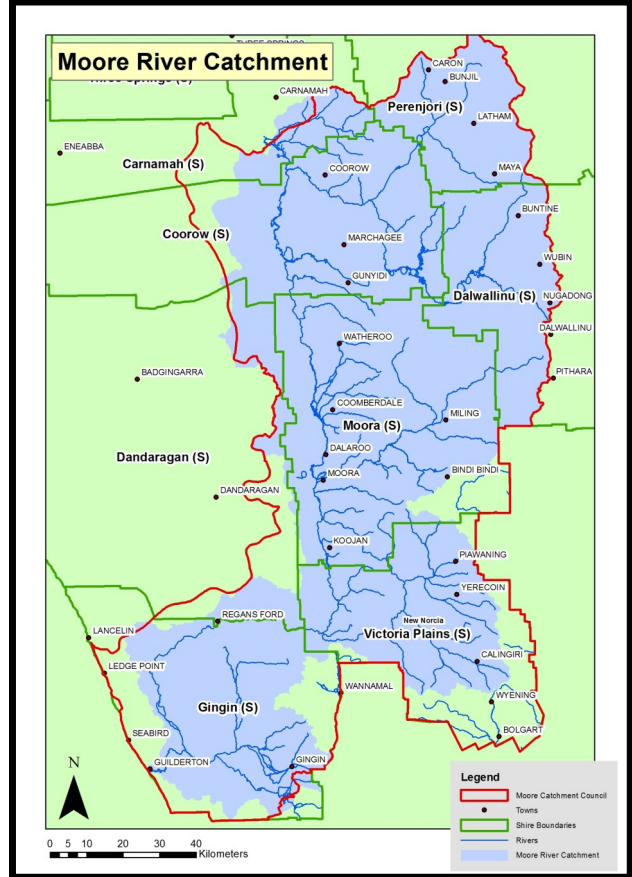 Moore River Catchment
THREE SPRINGS
Three Springs (S)
CARON
BUNJIL
CARNAMAH
Perenjori (S)
LATHAM
ENEABBA
Carnamah (S)
COOROW
MAYA
BUNTINE
Coorow (S)
MARCHAGEE
WUBIN
GUNYIDI
Dalwallinu (S)
NUGADONG
DALWALLINU
WATHEROO
BADGINGARRA
PITHARA
COOMBERDALE
MILING
Moora (S)
Dandaragan (S)
DALAROO
MOORA
BINDI BINDI
DANDARAGAN
KOOJAN
PIAWANING
YERECOIN
REGANS FORD
New Norcia
LANCELIN
Victoria Plains (S)
CALINGIRI
LEDGE POINT
WANNAMAL
WYENING
Gingin (S)
SEABIRD
BOLGART
GUILDERTON
GINGIN
N
0 5 10 20 30 40
Kilometers
Legend
Moore Catchment Council
Towns
Shire Boundaries
Rivers
Moore River Catchment